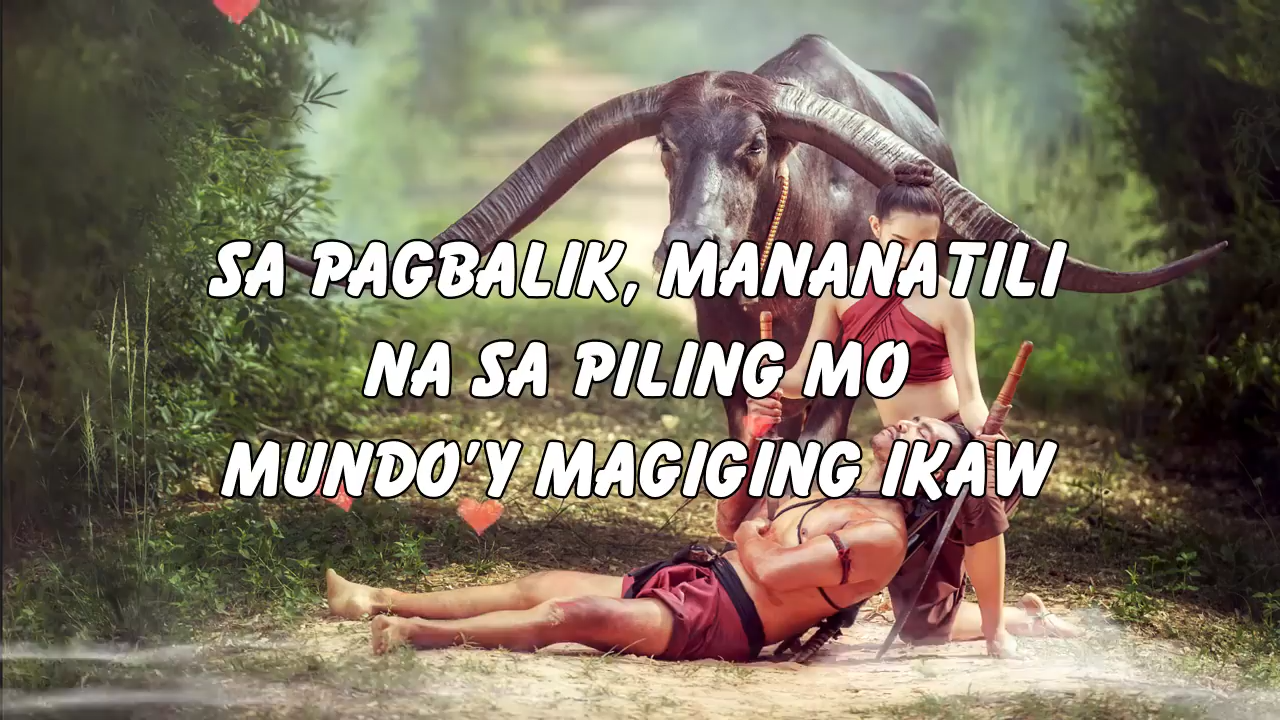 SA PAGBALIK, MANANATILI
NA SA PILING MO
MUNDO'Y MAGIGING IKAW